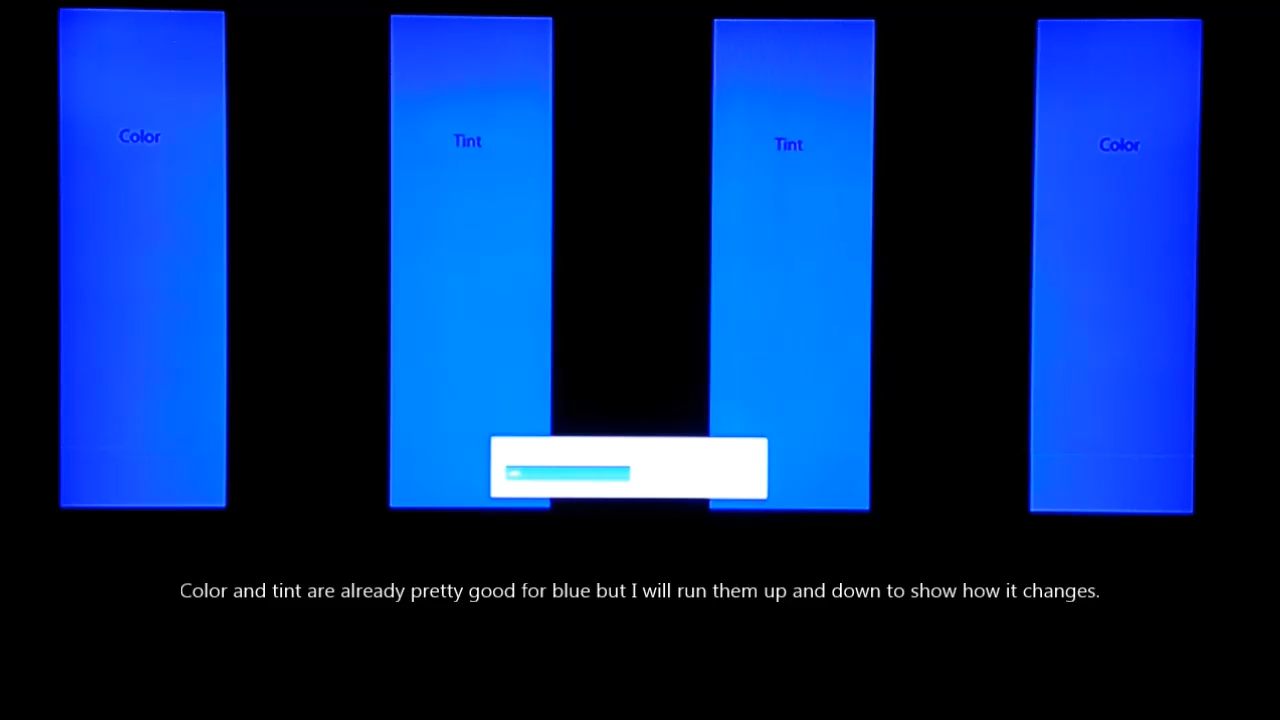 Color Tint Tint Color
Color and tint are already pretty good for blue but I will run them up and down to show how it changes.